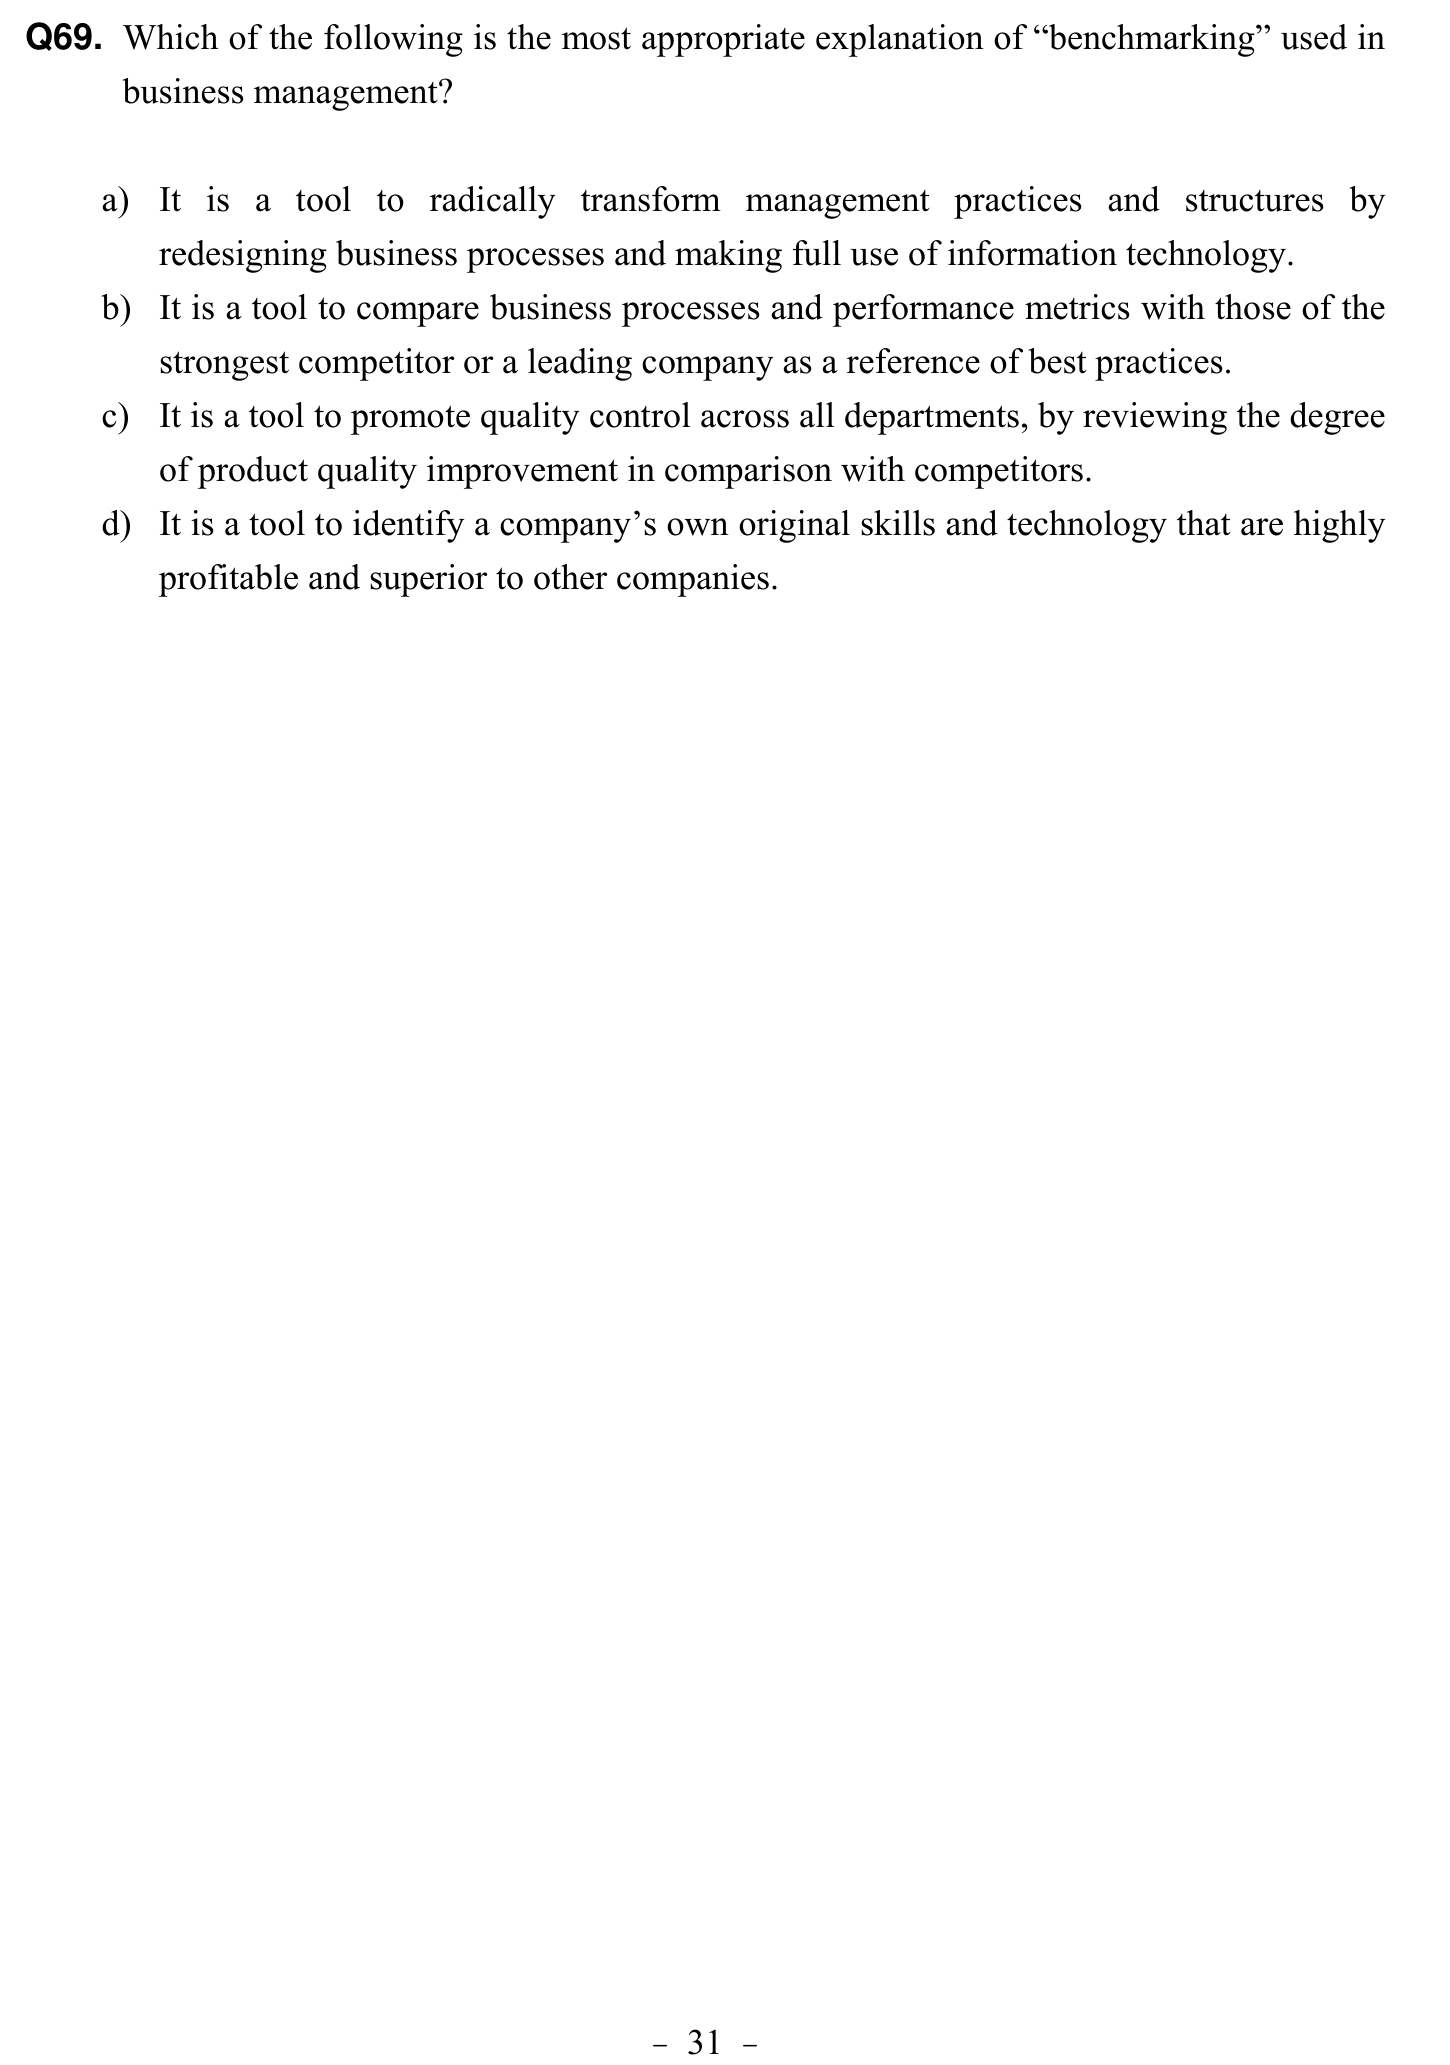 Q69. Which of the following is the most appropriate explanation of “benchmarking” used in
business management?
a) It is a tool to radically transform management practices and structures by
redesigning business processes and making full use of information technology.
b) It is a tool to compare business processes and performance metrics with those of the
strongest competitor or a leading company as a reference of best practices.
c) It is a tool to promote quality control across all departments, by reviewing the degree
of product quality improvement in comparison with competitors.
d) It is a tool to identify a company’s own original skills and technology that are highly
profitable and superior to other companies.
– 31 –